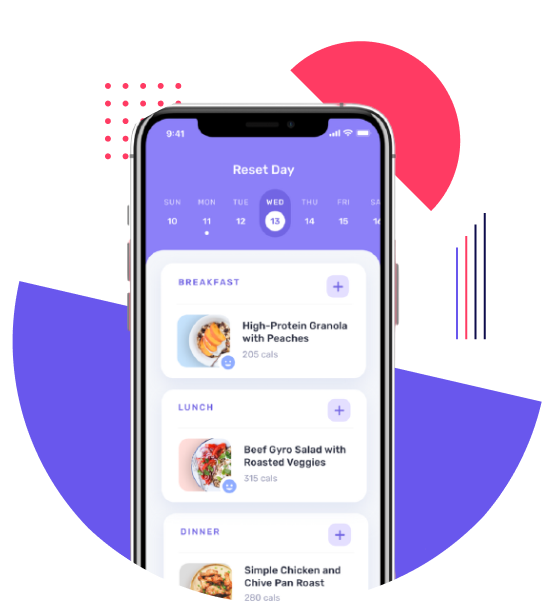 9:41
Reset Day
SUN MON TUE WED THU FRI SA
10 11 12 13 14 15 16
BREAKFAST
High-Protein Granola
with Peaches
205 cals
LUNCH
Beef Gyro Salad with
Roasted Veggies
315 cals
DINNER
Simple Chicken and
Chive Pan Roast
280 cals